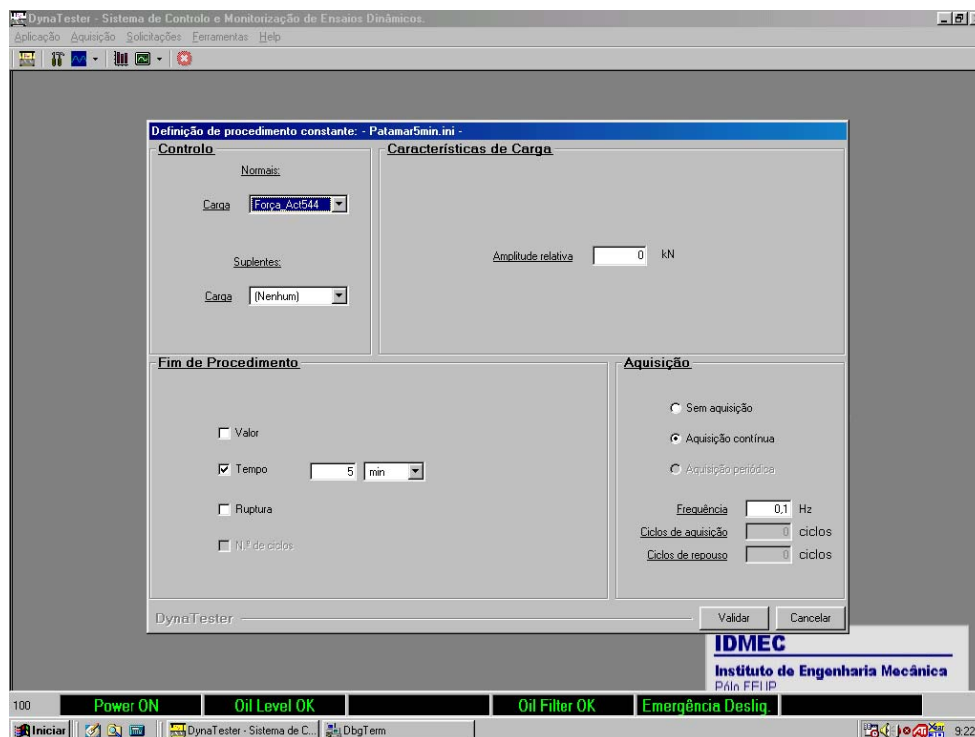 DynaTester - Sistema de Controlo e Monitorização de Ensaios Dinâmicos.
Aplicação Aquisição Solicitações Ferramentas Help
Definição de procedimento constante: - Patamar5min.ini -
Controlo
Normais:
Carga Força_Act544
Suplentes:
Carga (Nenhum)
Características de Carga
Amplitude relativa 0 kN
Fim de Procedimento
Valor
Tempo 5 min
Ruptura
N.º de ciclos
Aquisição
Sem aquisição
Aquisição contínua
Aquisição periódica
Frequência 0,1 Hz
Ciclos de aquisição 0 ciclos
Ciclos de repouso 0 ciclos
DynaTester
Validar Cancelar
IDMEC
Instituto de Engenharia Mecânica
Pólo FEUP
100 Power ON Oil Level OK Oil Filter OK Emergência Deslig.
Iniciar DynaTester - Sistema de C... DbgTerm 9:22